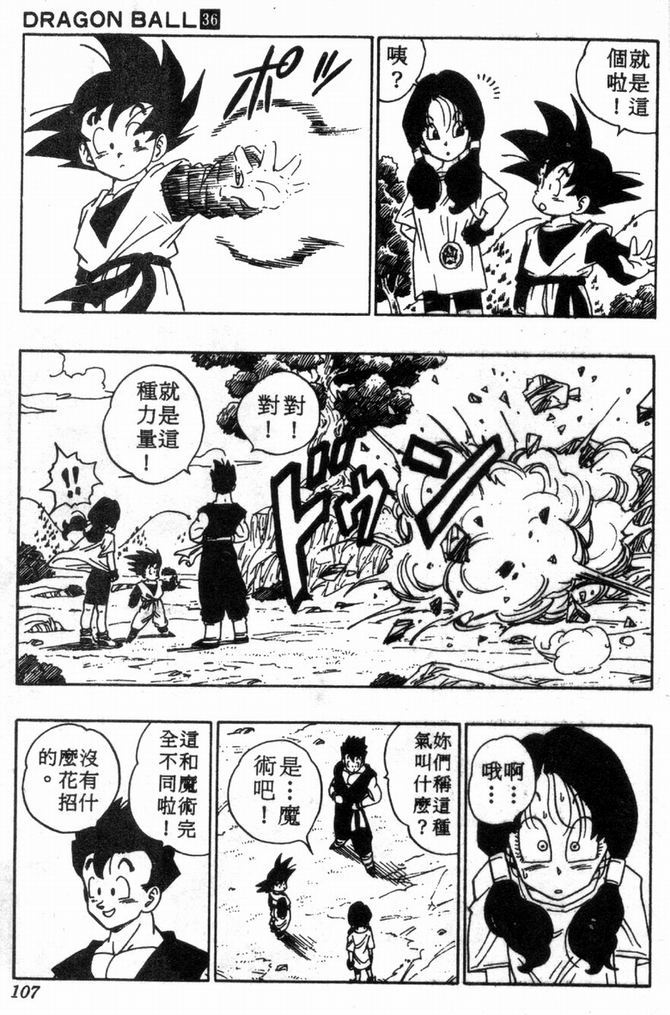 DRAGON BALL 36
就是這
個啦！
咦？
ポッ
就是這
種力量！
對！
對！
!!
ドウン
啊⋯
哦⋯
妳們稱這種
氣叫什麼？
是⋯魔
術吧！
這和魔術完
全不同啦！
沒有什
麼花招
的。
107